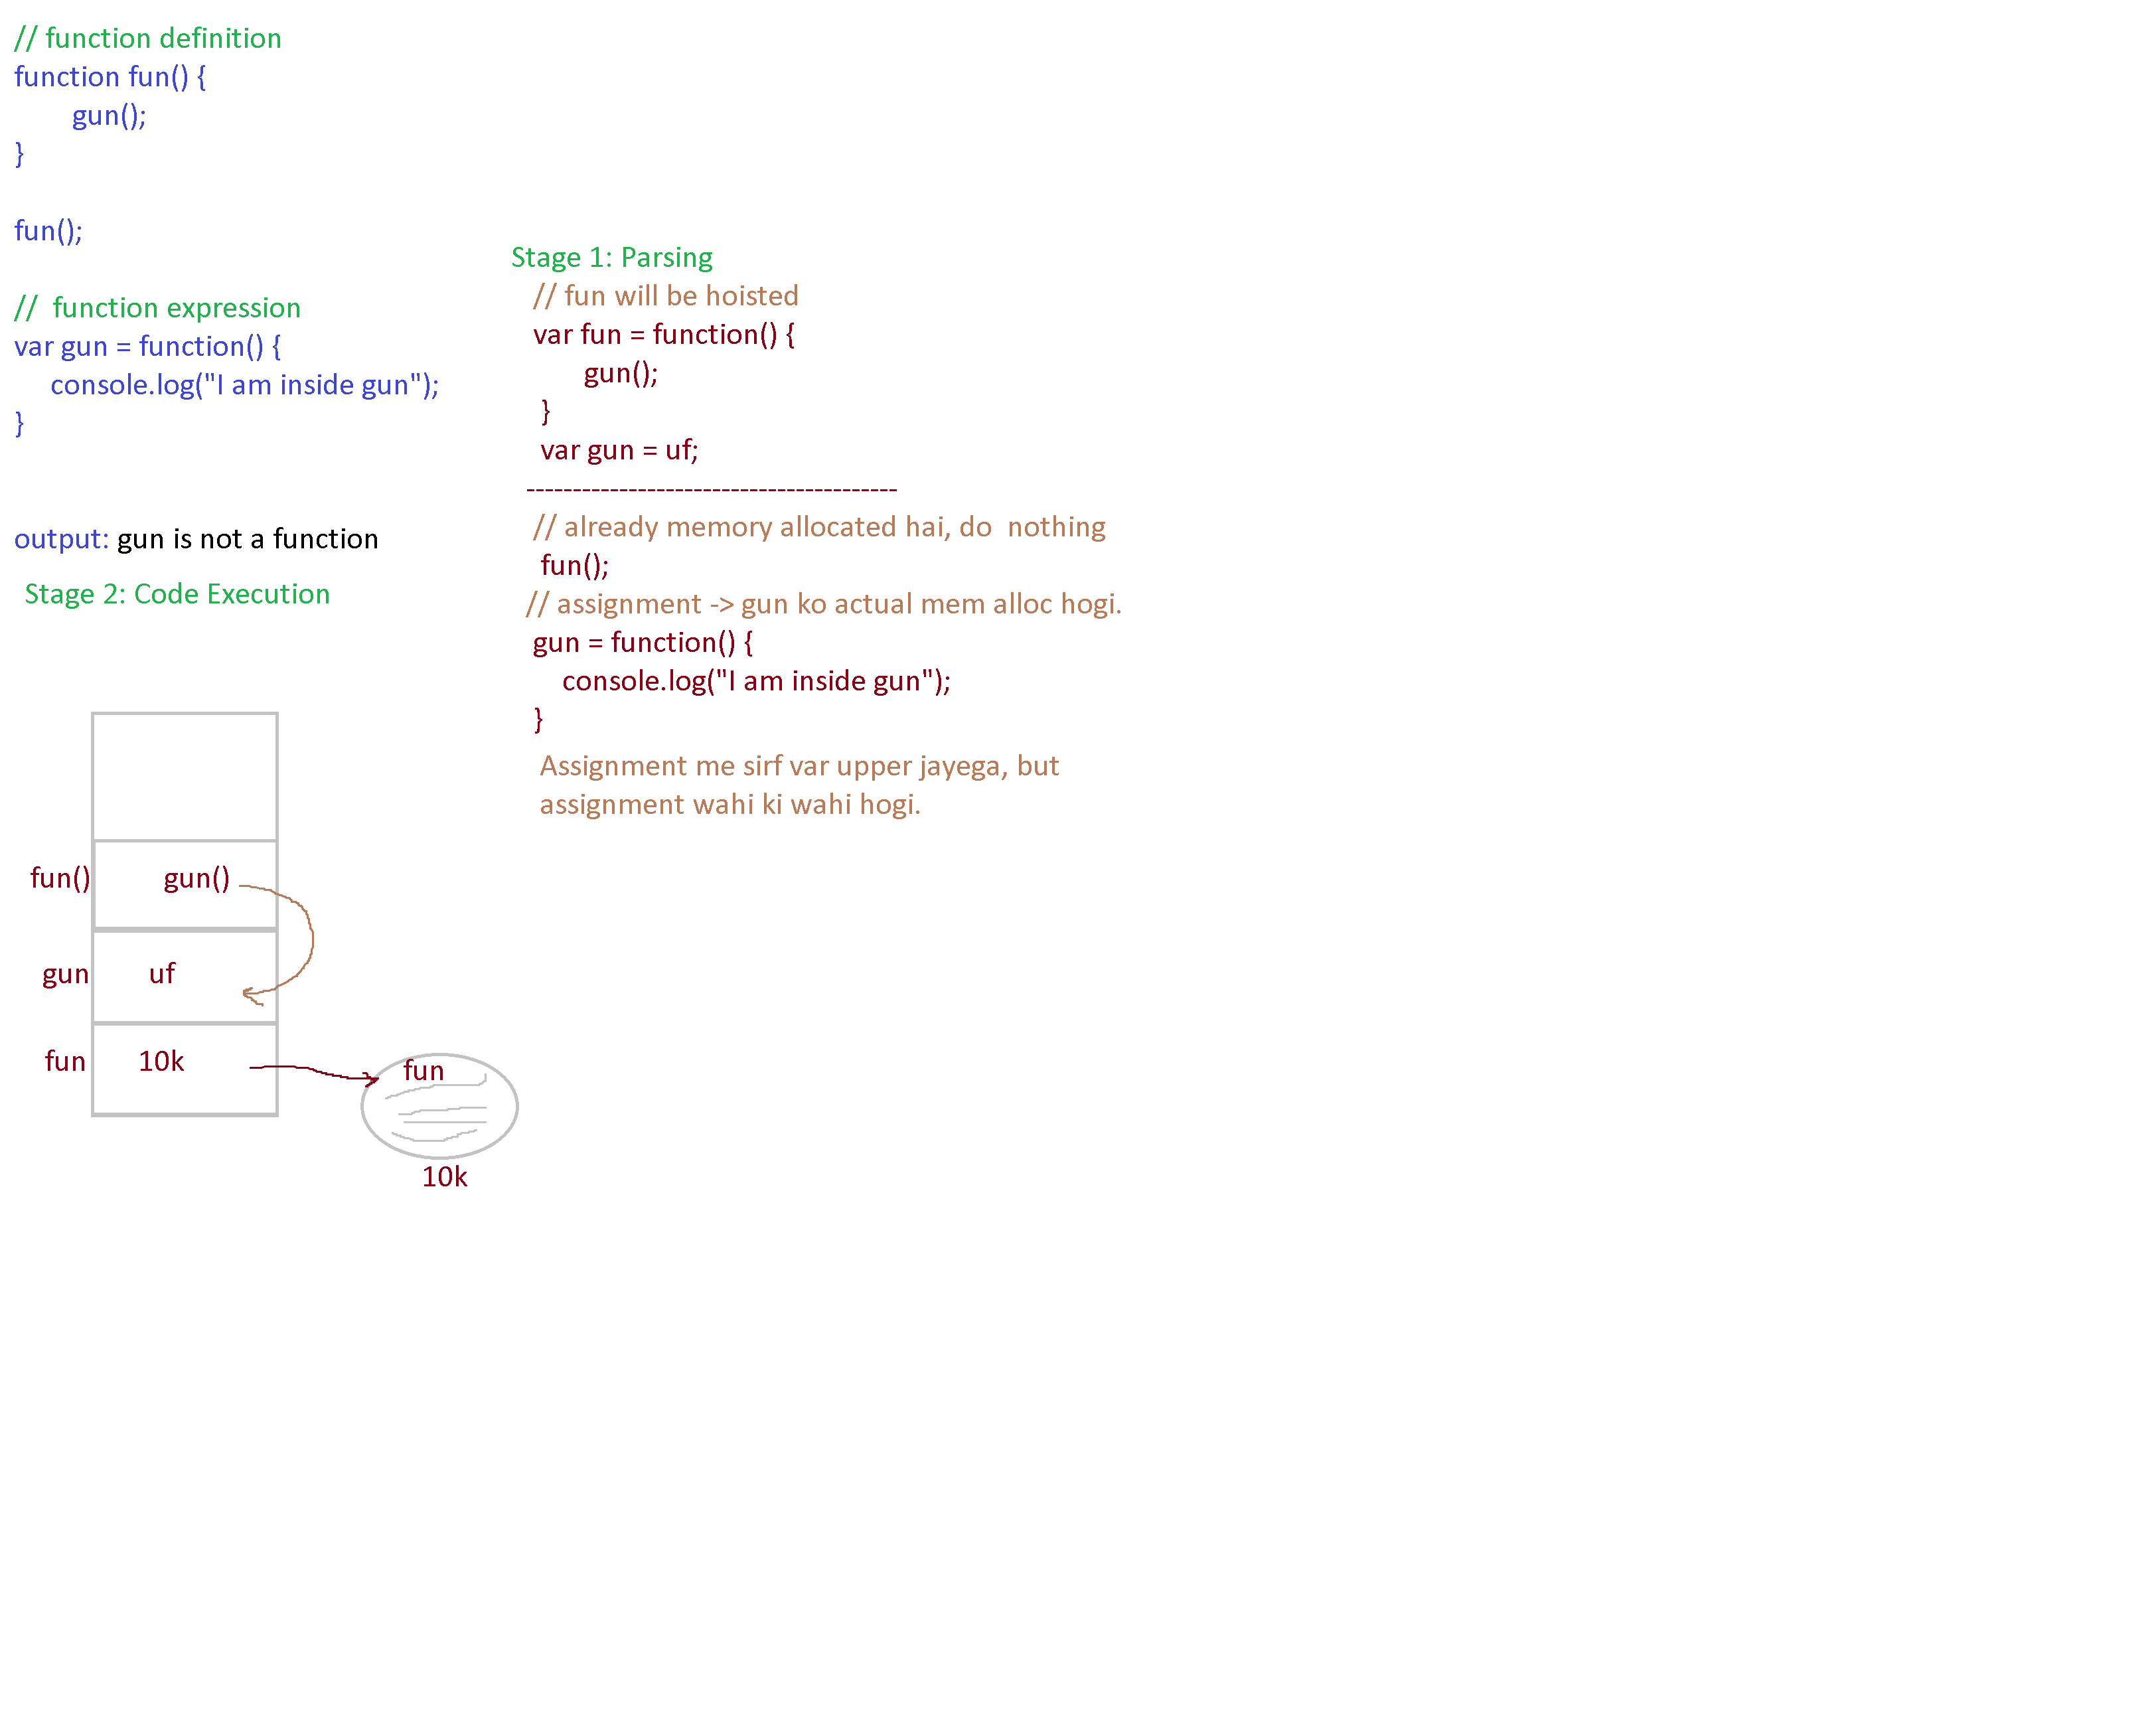 // function definition
function fun() {
gun();
}
fun();
//  function expression
var gun = function() {
console.log("I am inside gun");
}
output: gun is not a function
Stage 1: Parsing
// fun will be hoisted
var fun = function() {
gun();
}
var gun = uf;
----------------------------------------
// already memory allocated hai, do  nothing
fun();
// assignment -> gun ko actual mem alloc hogi.
gun = function() {
console.log("I am inside gun");
}
Assignment me sirf var upper jayega, but
assignment wahi ki wahi hogi.
Stage 2: Code Execution
fun() gun()
gun uf
fun 10k
fun
10k